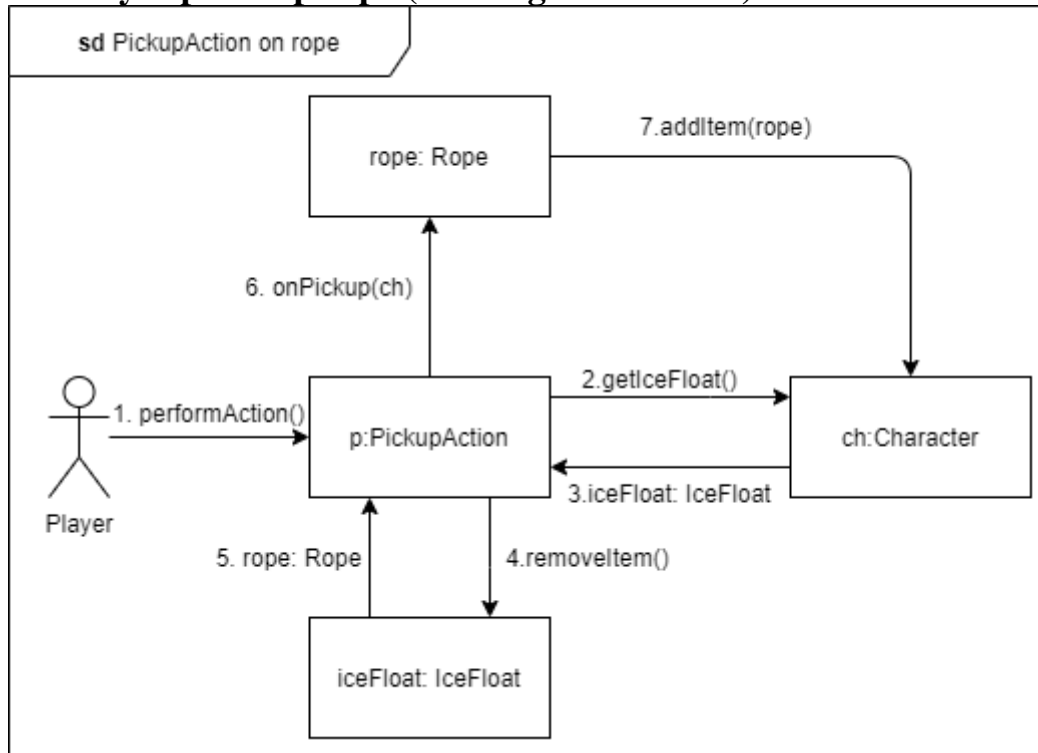 sd PickupAction on rope
7.addItem(rope)
rope: Rope
6. onPickup(ch)
2.getIceFloat()
1. performAction()
p:PickupAction
ch:Character
3.iceFloat: IceFloat
Player
5. rope: Rope
4.removeItem()
iceFloat: IceFloat